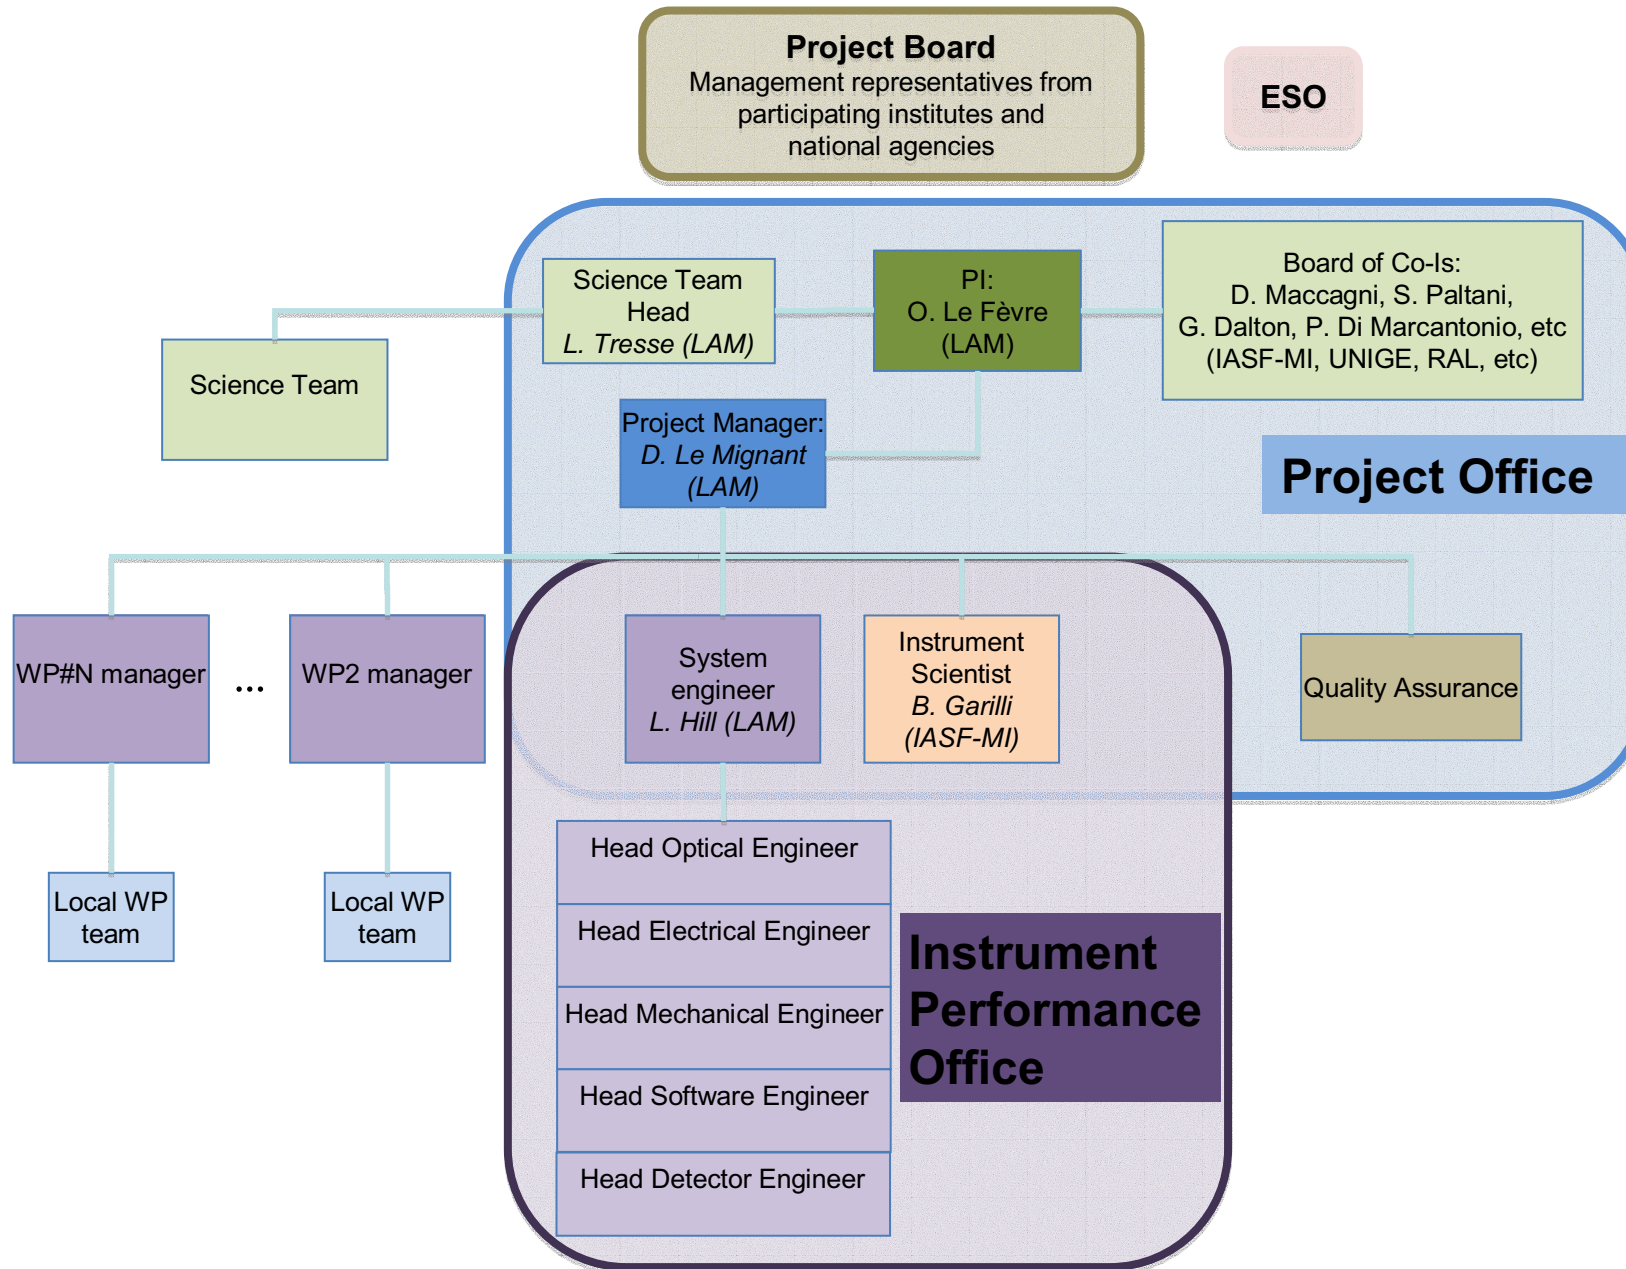 Project Board
Management representatives from
participating institutes and
national agencies
ESO
Science Team
Head
L. Tresse (LAM)
PI:
O. Le Fèvre
(LAM)
Board of Co-Is:
D. Maccagni, S. Paltani,
G. Dalton, P. Di Marcantonio, etc
(IASF-MI, UNIGE, RAL, etc)
Science Team
Project Manager:
D. Le Mignant
(LAM)
Project Office
WP#N manager
...
WP2 manager
System
engineer
L. Hill (LAM)
Instrument
Scientist
B. Garilli
(IASF-MI)
Quality Assurance
Local WP
team
Local WP
team
Head Optical Engineer
Head Electrical Engineer
Head Mechanical Engineer
Head Software Engineer
Head Detector Engineer
Instrument
Performance
Office